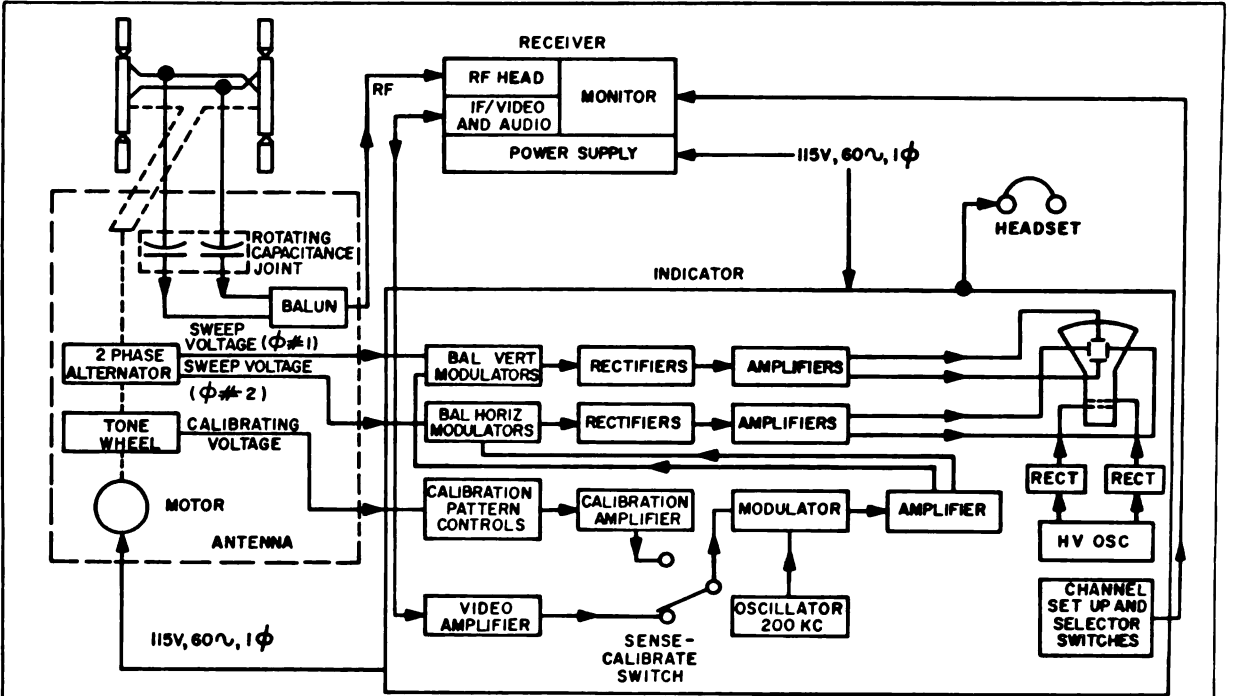 RECEIVER
RF
RF HEAD
MONITOR
IF/VIDEO
AND AUDIO
POWER SUPPLY
115V, 60∿, 1ϕ
HEADSET
ROTATING
CAPACITANCE
JOINT
BALUN
INDICATOR
SWEEP
VOLTAGE (ϕ#1)
2 PHASE
ALTERNATOR
SWEEP VOLTAGE
(ϕ#2)
BAL VERT
MODULATORS
RECTIFIERS
AMPLIFIERS
TONE
WHEEL
CALIBRATING
VOLTAGE
BAL HORIZ
MODULATORS
RECTIFIERS
AMPLIFIERS
RECT
RECT
MOTOR
CALIBRATION
PATTERN
CONTROLS
CALIBRATION
AMPLIFIER
MODULATOR
AMPLIFIER
ANTENNA
HV OSC
VIDEO
AMPLIFIER
OSCILLATOR
200 KC
CHANNEL
SET UP AND
SELECTOR
SWITCHES
115V, 60∿, 1ϕ
SENSE-
CALIBRATE
SWITCH